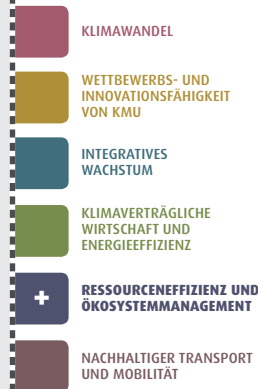 KLIMAWANDEL
WETTBEWERBS- UND
INNOVATIONSFÄHIGKEIT
VON KMU
INTEGRATIVES
WACHSTUM
KLIMAVERTRÄGLICHE
WIRTSCHAFT UND
ENERGIEEFFIZIENZ
+ RESSOURCENEFFIZIENZ UND
ÖKOSYSTEMMANAGEMENT
NACHHALTIGER TRANSPORT
UND MOBILITÄT